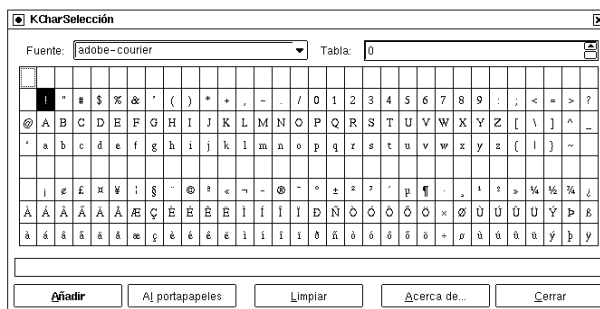 KCharSelección
Fuente: adobe-courier Tabla: 0
! " # $ % & ' ( ) * + , - . / 0 1 2 3 4 5 6 7 8 9 : ; < = > ?
@ A B C D E F G H I J K L M N O P Q R S T U V W X Y Z [ \ ] ^ _
‘ a b c d e f g h i j k l m n o p q r s t u v w x y z { | } ~
¡ ¢ £ ¤ ¥ ¦ § ¨ © ª « ¬ - ® ¯ ° ± ² ³ ´ µ ¶ · ¸ ¹ º » ¼ ½ ¾ ¿
À Á Â Ã Ä Å Æ Ç È É Ê Ë Ì Í Î Ï Ð Ñ Ò Ó Ô Õ Ö × Ø Ù Ú Û Ü Ý Þ ß
à á â ã ä å æ ç è é ê ë ì í î ï ð ñ ò ó ô õ ö ÷ ø ù ú û ü ý þ ÿ
Añadir Al portapapeles Limpiar Acerca de... Cerrar